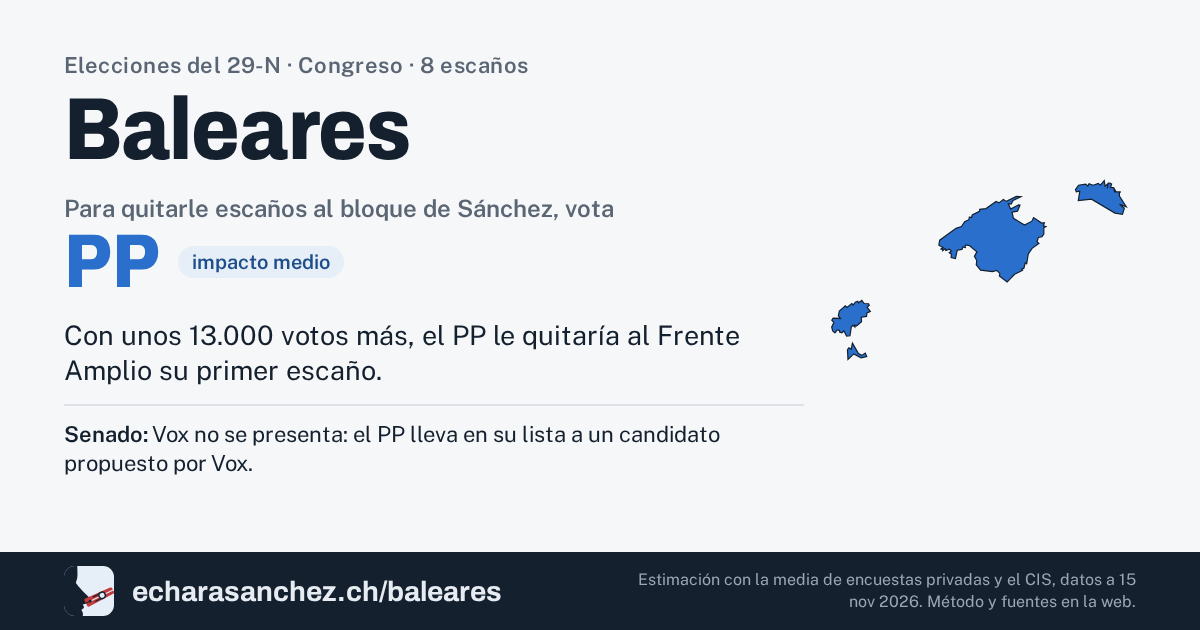 Elecciones del 29-N · Congreso · 8 escaños
Baleares
Para quitarle escaños al bloque de Sánchez, vota
PP
impacto medio
Con unos 13.000 votos más, el PP le quitaría al Frente
Amplio su primer escaño.
Senado: Vox no se presenta: el PP lleva en su lista a un candidato
propuesto por Vox.
echarasanchez.ch/baleares
Estimación con la media de encuestas privadas y el CIS, datos a 15
nov 2026. Método y fuentes en la web.